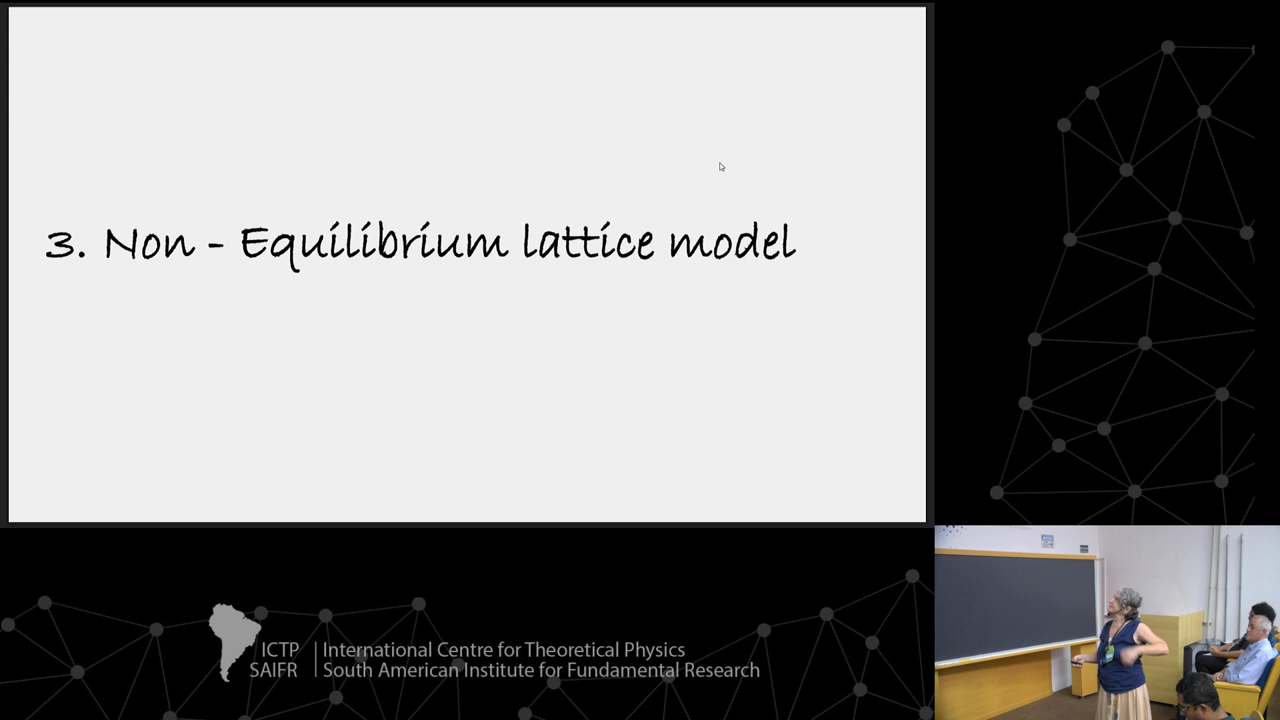 3. Non - Equilibrium lattice model
ICTP
SAIFR
International Centre for Theoretical Physics
South American Institute for Fundamental Research